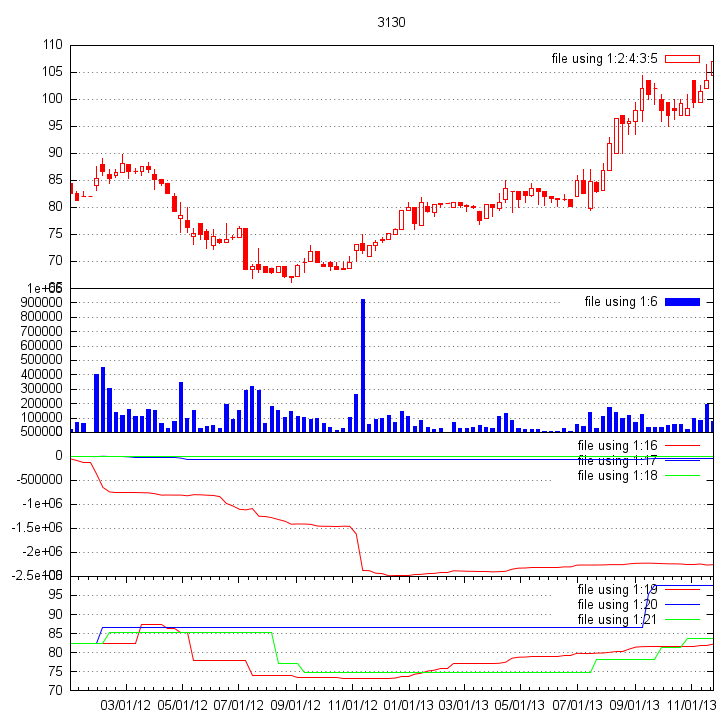 3130
110
file using 1:2:4:3:5
105
100
95
90
85
80
75
70
65
1e+06
file using 1:6
900000
800000
700000
600000
500000
400000
300000
200000
100000
500000
file using 1:16
0
file using 1:17
file using 1:18
-500000
-1e+06
-1.5e+06
-2e+06
-2.5e+06
file using 1:19
95
file using 1:20
90
file using 1:21
85
80
75
70
03/01/12 05/01/12 07/01/12 09/01/12 11/01/12 01/01/13 03/01/13 05/01/13 07/01/13 09/01/13 11/01/13